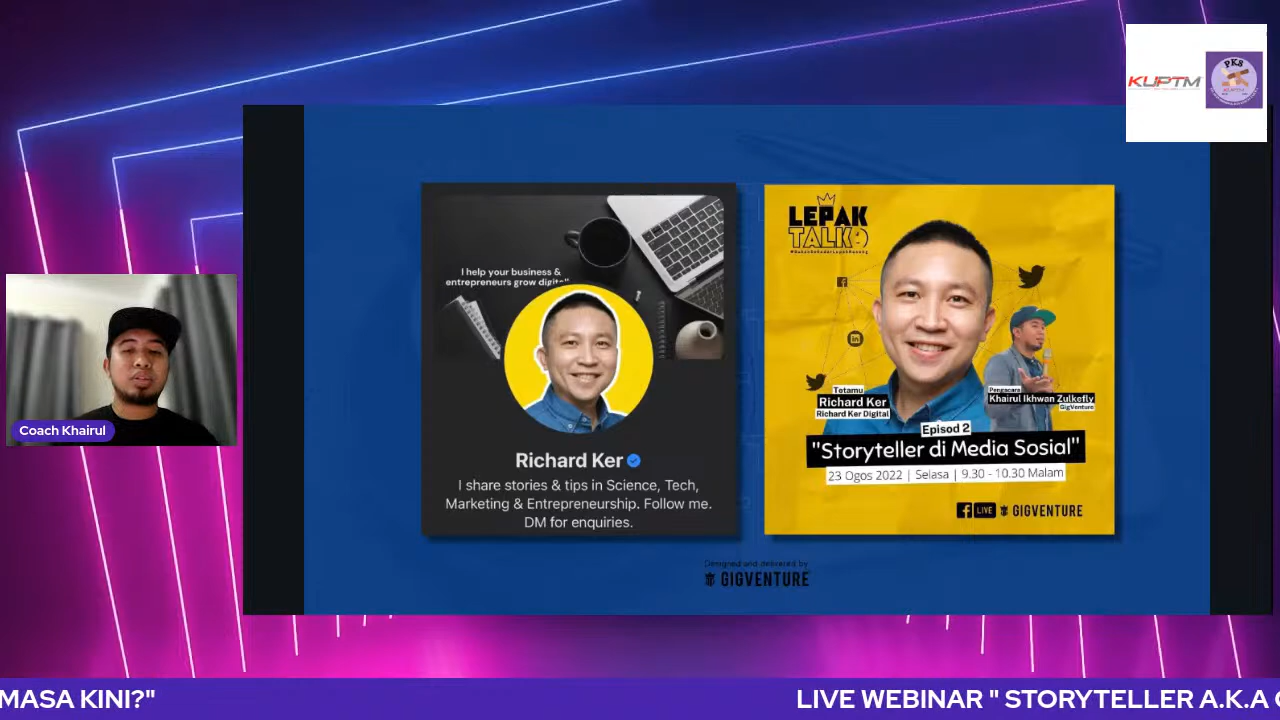 KUPTM
PKS
I help your business &
entrepreneurs grow
Richard Ker
I share stories & tips in Science, Tech,
Marketing & Entrepreneurship. Follow me.
DM for enquiries.
LEPAK
TALK
Tetamu
Richard Ker
Richard Ker Digital
Pengacara
Khairul Ikhwan Zulkefly
GigVenture
Episod 2
"Storyteller di Media Sosial"
23 Ogos 2022 | Selasa | 9.30 - 10.30 Malam
LIVE GIGVENTURE
Coach Khairul
Designed and delivered by
GIGVENTURE
MASA KINI?" LIVE WEBINAR " STORYTELLER A.K.A